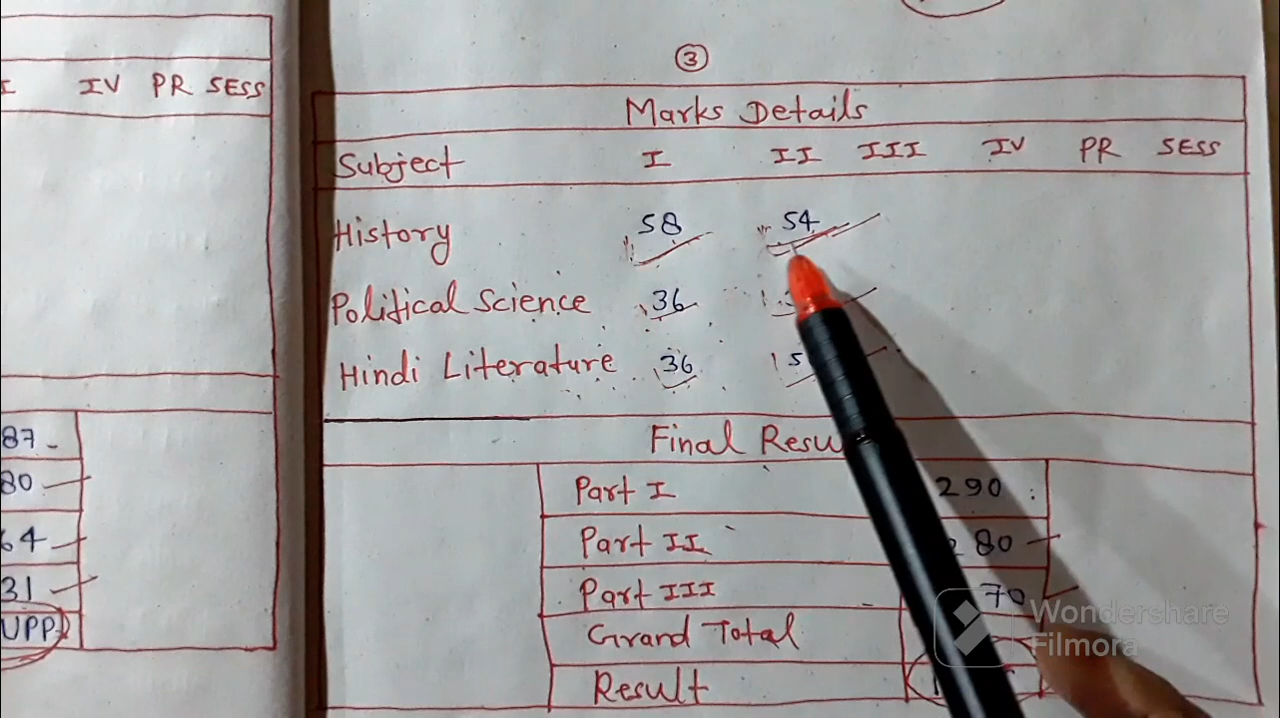 IV PR SESS
87
80
64
31
UPP
3
Marks Details
Subject I II III IV PR SESS
History 58 54
Political Science 36
Hindi Literature 36
Final
Part I 290
Part II 80
Part III 70
Grand Total
Result
Wondershare
Filmora